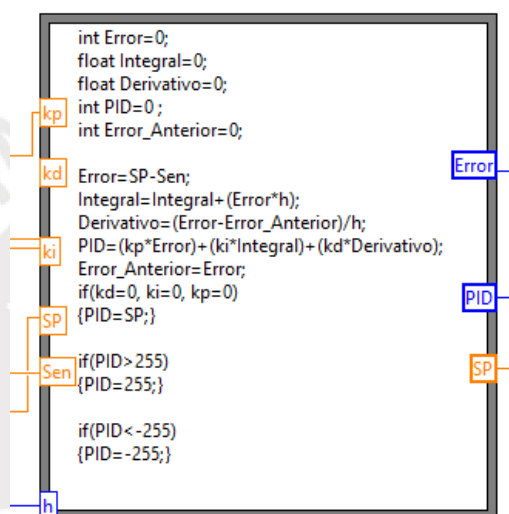 int Error=0;
float Integral=0;
float Derivativo=0;
kp
int PID=0 ;
int Error_Anterior=0;
Error
kd
Error=SP-Sen;
Integral=Integral+(Error*h);
Derivativo=(Error-Error_Anterior)/h;
ki
PID=(kp*Error)+(ki*Integral)+(kd*Derivativo);
Error_Anterior=Error;
if(kd=0, ki=0, kp=0)
PID
SP
{PID=SP;}
if(PID>255)
Sen
{PID=255;}
SP
if(PID<-255)
{PID=-255;}
h